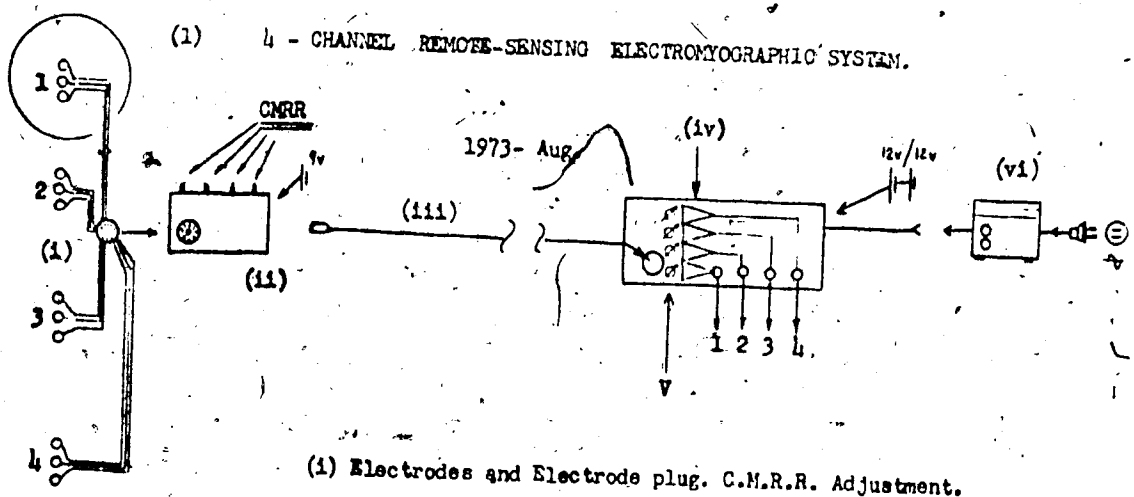 (1) 4 - CHANNEL REMOTE-SENSING ELECTROMYOGRAPHIC SYSTEM.
1
CMRR
9v
1973- Aug
(iv)
12v/12v
(vi)
2
(iii)
(i)
(ii)
3
1 2 3 4
V
4
(i) Electrodes and Electrode plug. C.M.R.R. Adjustment.